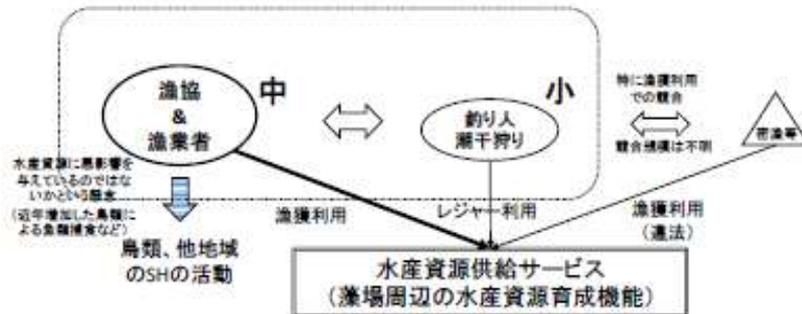 漁協
&
漁業者
中
小
釣り人
潮干狩り
特に漁獲利用
での競合
競合規模は不明
密漁等
水産資源に悪影響を
与えているのではな
いかという懸念
(近年増加した鳥類に
よる魚類捕食など)
漁獲利用
レジャー利用
漁獲利用
(違法)
鳥類、他地域
のSHの活動
水産資源供給サービス
(藻場周辺の水産資源育成機能)